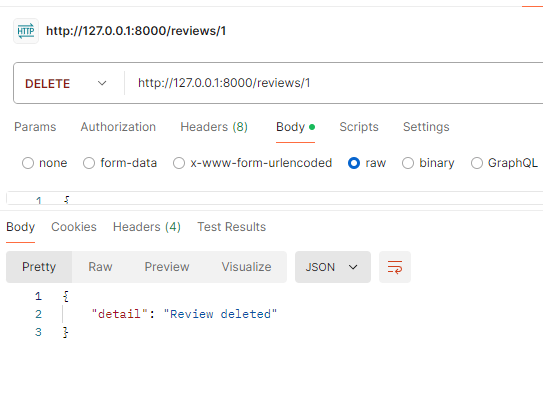 HTTP http://127.0.0.1:8000/reviews/1
DELETE http://127.0.0.1:8000/reviews/1
Params Authorization Headers (8) Body Scripts Settings
none form-data x-www-form-urlencoded raw binary GraphQL
1 {
Body Cookies Headers (4) Test Results
Pretty Raw Preview Visualize JSON
1 {
2 "detail": "Review deleted"
3 }